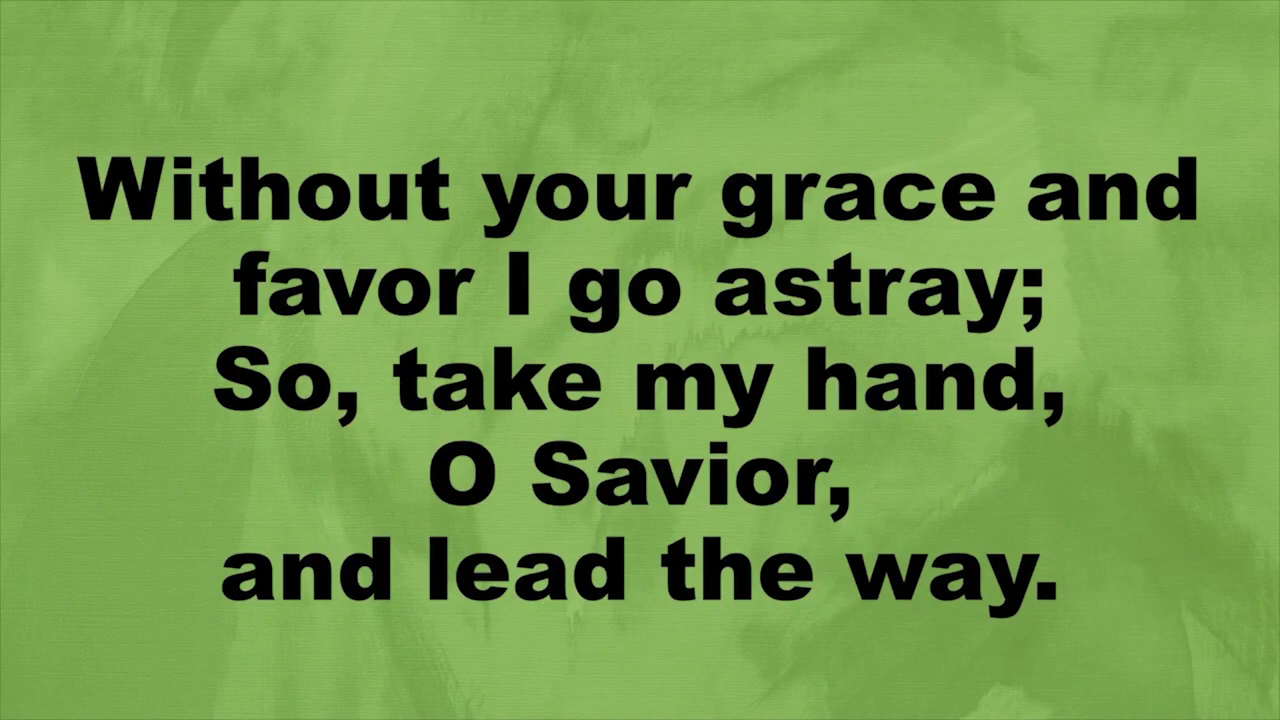 Without your grace and
favor I go astray;
So, take my hand,
O Savior,
and lead the way.